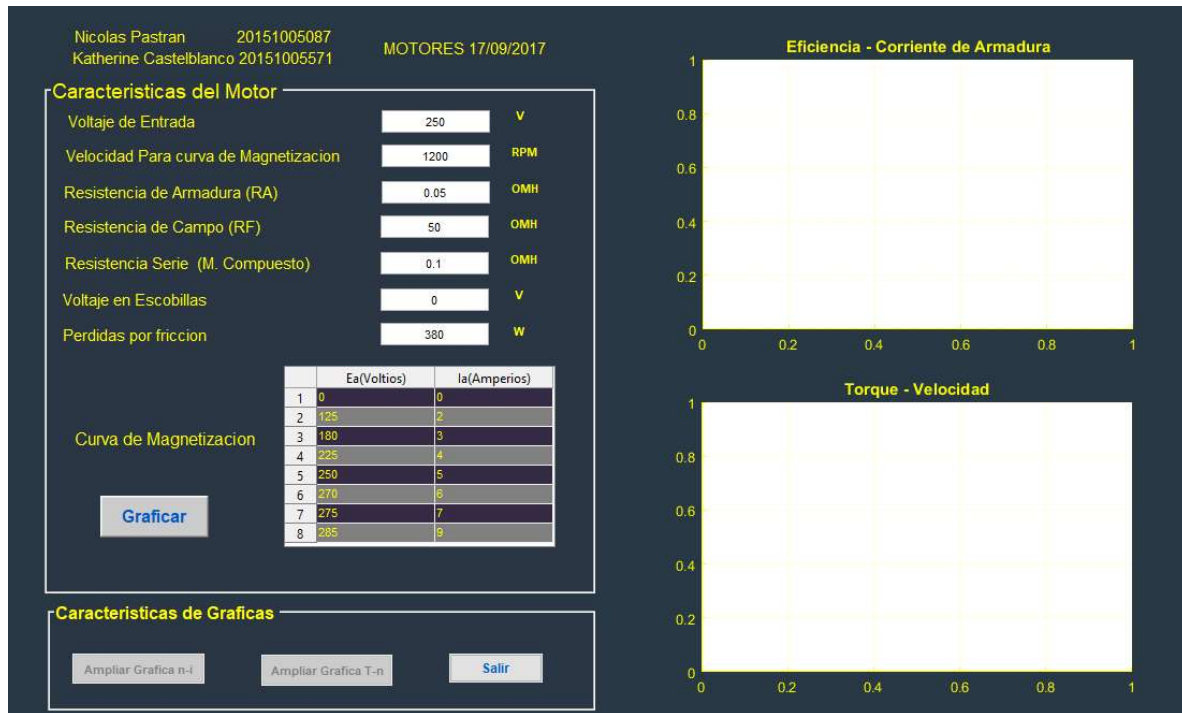 Nicolas Pastran 20151005087
Katherine Castelblanco 20151005571
MOTORES 17/09/2017
Caracteristicas del Motor
Voltaje de Entrada 250 V
Velocidad Para curva de Magnetizacion 1200 RPM
Resistencia de Armadura (RA) 0.05 OMH
Resistencia de Campo (RF) 50 OMH
Resistencia Serie (M. Compuesto) 0.1 OMH
Voltaje en Escobillas 0 V
Perdidas por friccion 380 W
Curva de Magnetizacion
Ea(Voltios) Ia(Amperios)
1 0 0
2 125 2
3 180 3
4 225 4
5 250 5
6 270 6
7 275 7
8 285 9
Graficar
Caracteristicas de Graficas
Ampliar Grafica n-i Ampliar Grafica T-n Salir
Eficiencia - Corriente de Armadura
1
0.8
0.6
0.4
0.2
0
0 0.2 0.4 0.6 0.8 1
Torque - Velocidad
1
0.8
0.6
0.4
0.2
0
0 0.2 0.4 0.6 0.8 1